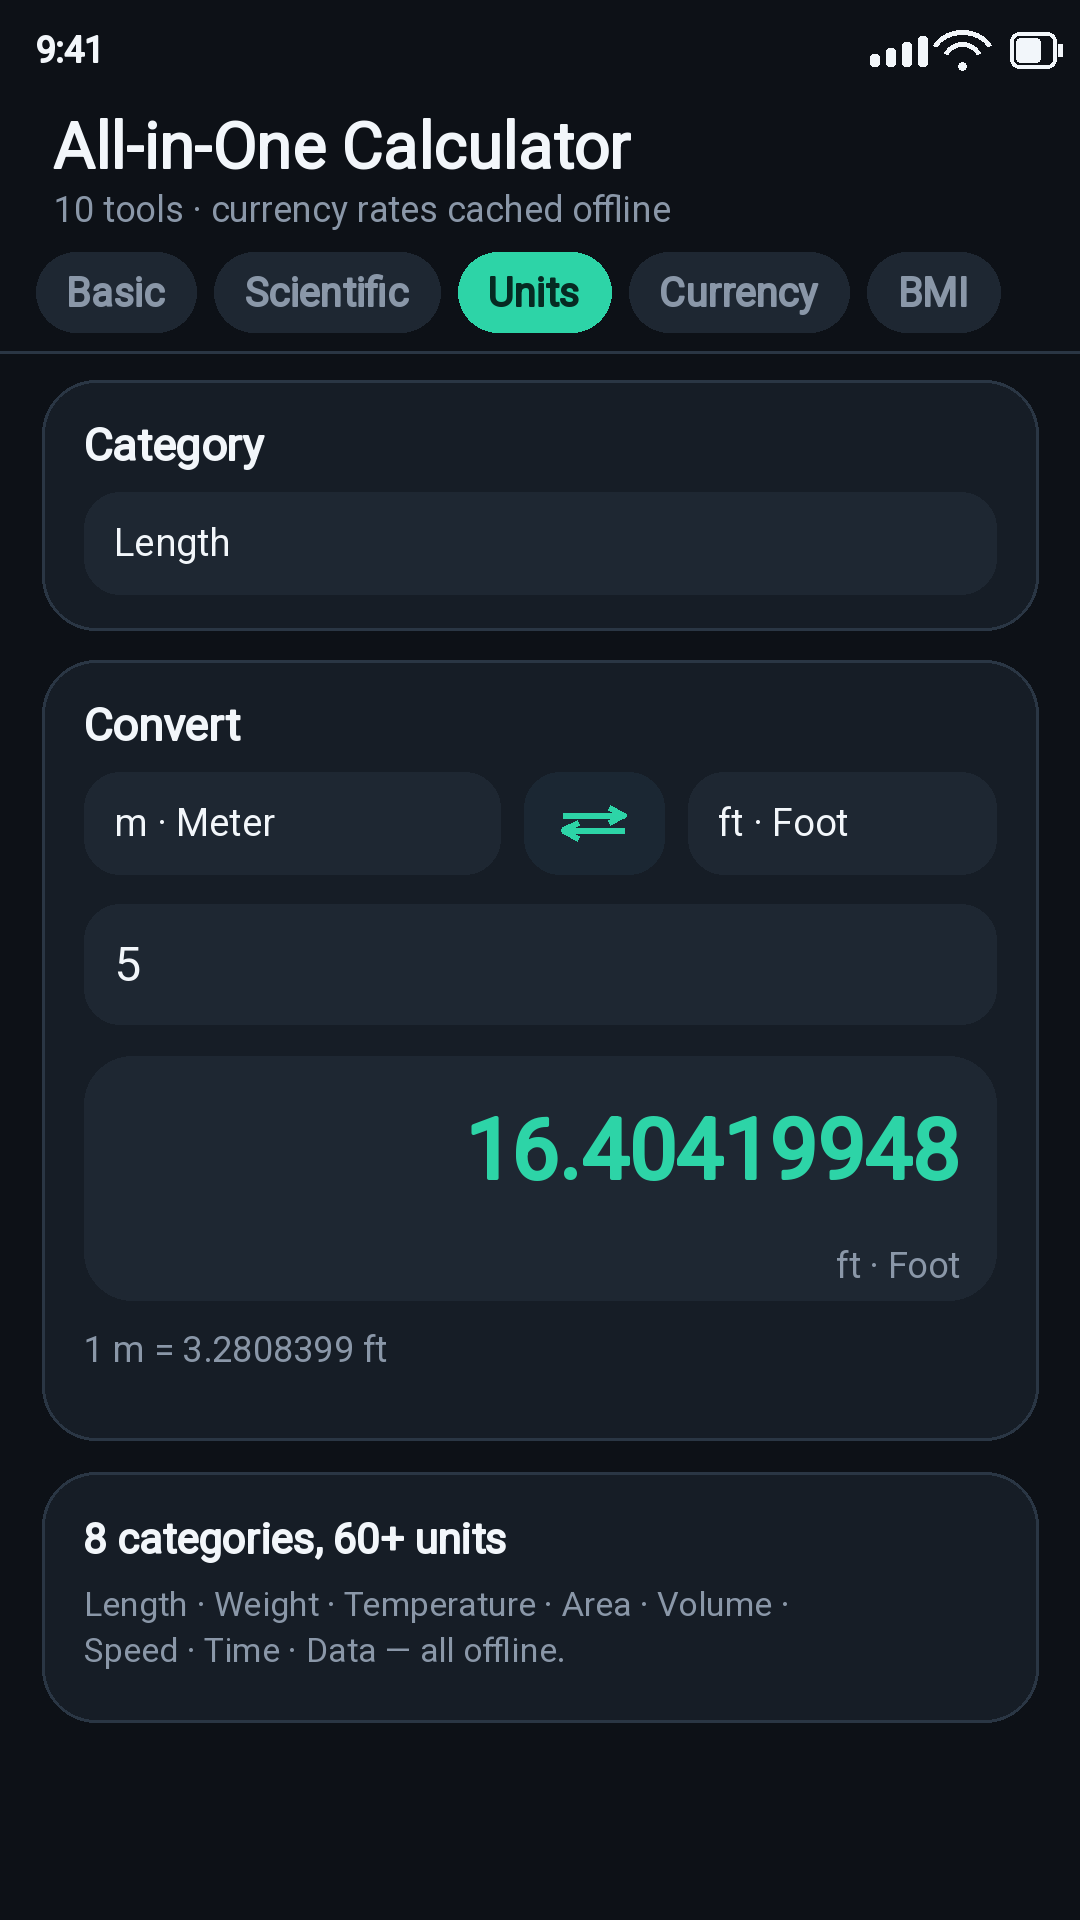 9:41
All-in-One Calculator
10 tools · currency rates cached offline
Basic Scientific Units Currency BMI
Category
Length
Convert
m · Meter ft · Foot
5
16.40419948
ft · Foot
1 m = 3.2808399 ft
8 categories, 60+ units
Length · Weight · Temperature · Area · Volume ·
Speed · Time · Data — all offline.